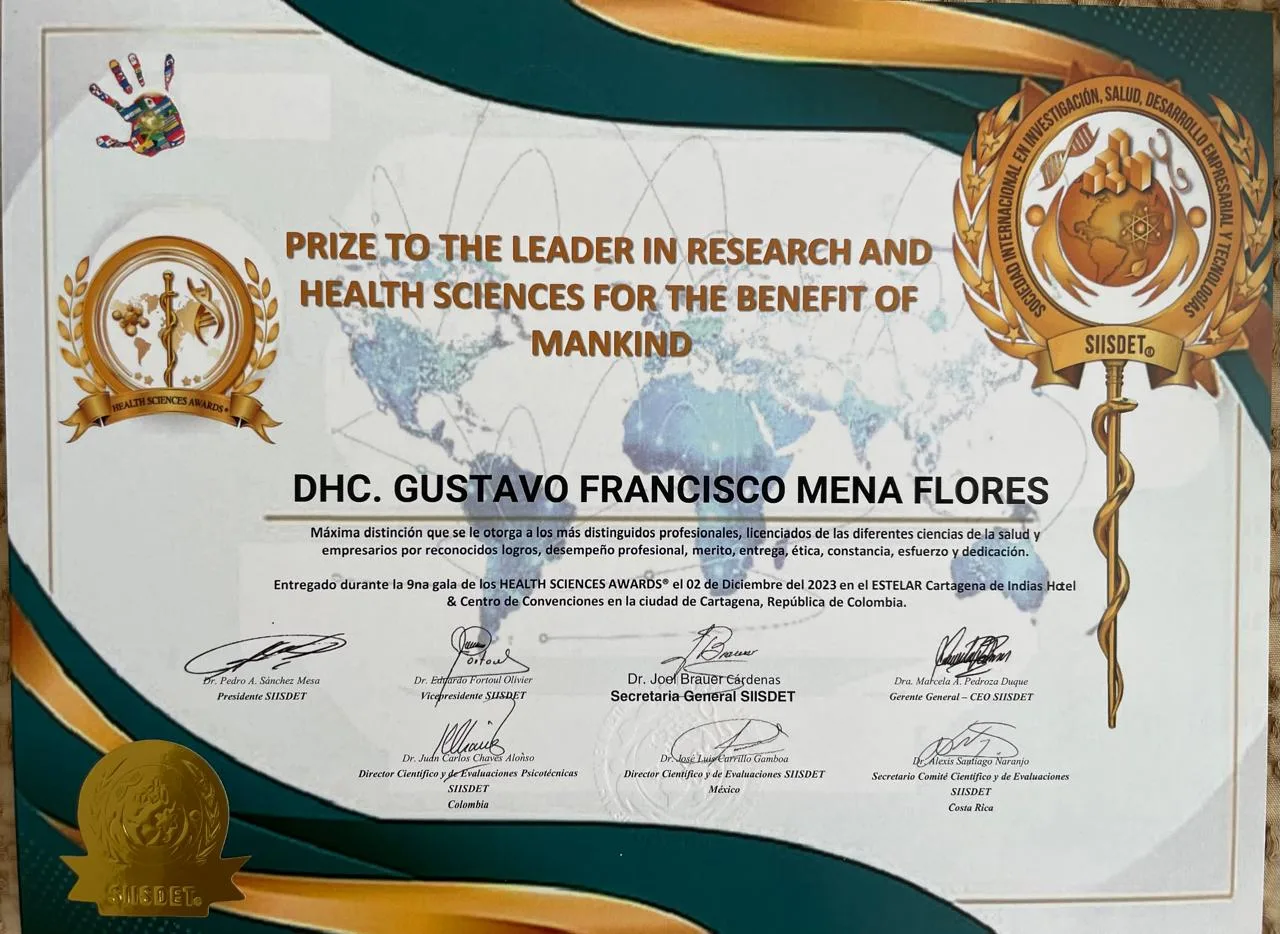 SOCIEDAD INTERNACIONAL EN INVESTIGACIÓN, SALUD, DESARROLLO EMPRESARIAL Y TECNOLOGÍAS
SIISDET®
HEALTH SCIENCES AWARDS®
PRIZE TO THE LEADER IN RESEARCH AND
HEALTH SCIENCES FOR THE BENEFIT OF
MANKIND
DHC. GUSTAVO FRANCISCO MENA FLORES
Máxima distinción que se le otorga a los más distinguidos profesionales, licenciados de las diferentes ciencias de la salud y
empresarios por reconocidos logros, desempeño profesional, merito, entrega, ética, constancia, esfuerzo y dedicación.
Entregado durante la 9na gala de los HEALTH SCIENCES AWARDS® el 02 de Diciembre del 2023 en el ESTELAR Cartagena de Indias Hotel
& Centro de Convenciones en la ciudad de Cartagena, República de Colombia.
Dr. Pedro A. Sánchez Mesa
Presidente SIISDET
Fortoul
Dr. Eduardo Fortoul Olivier
Vicepresidente SIISDET
Brauer
Dr. Joel Brauer Cárdenas
Secretaria General SIISDET
Dra. Marcela A. Pedroza Duque
Gerente General – CEO SIISDET
Dr. Juan Carlos Chaves Alonso
Director Científico y de Evaluaciones Psicotécnicas
SIISDET
Colombia
Dr. José Luis Carrillo Gamboa
Director Científico y de Evaluaciones SIISDET
México
Dr. Alexis Santiago Naranjo
Secretario Comité Científico y de Evaluaciones
SIISDET
Costa Rica
SIISDET®